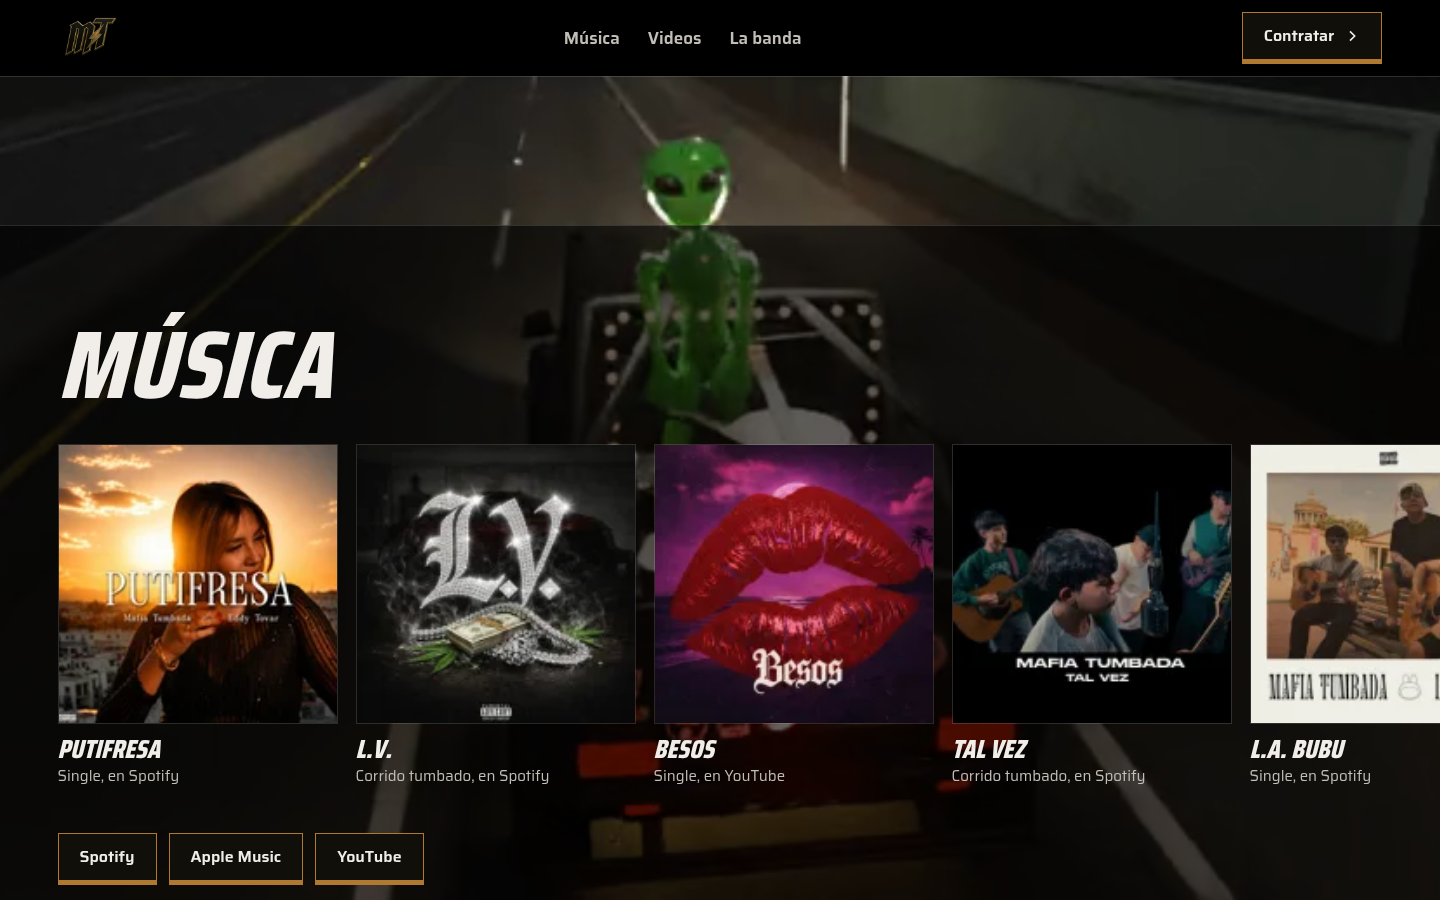 MT
Música
Videos
La banda
Contratar
MÚSICA
PUTIFRESA
Mafia Tumbada Eddy Tovar
L.V.
Besos
MAFIA TUMBADA
TAL VEZ
MAFIA TUMBADA
PUTIFRESA
Single, en Spotify
L.V.
Corrido tumbado, en Spotify
BESOS
Single, en YouTube
TAL VEZ
Corrido tumbado, en Spotify
L.A. BUBU
Single, en Spotify
Spotify
Apple Music
YouTube